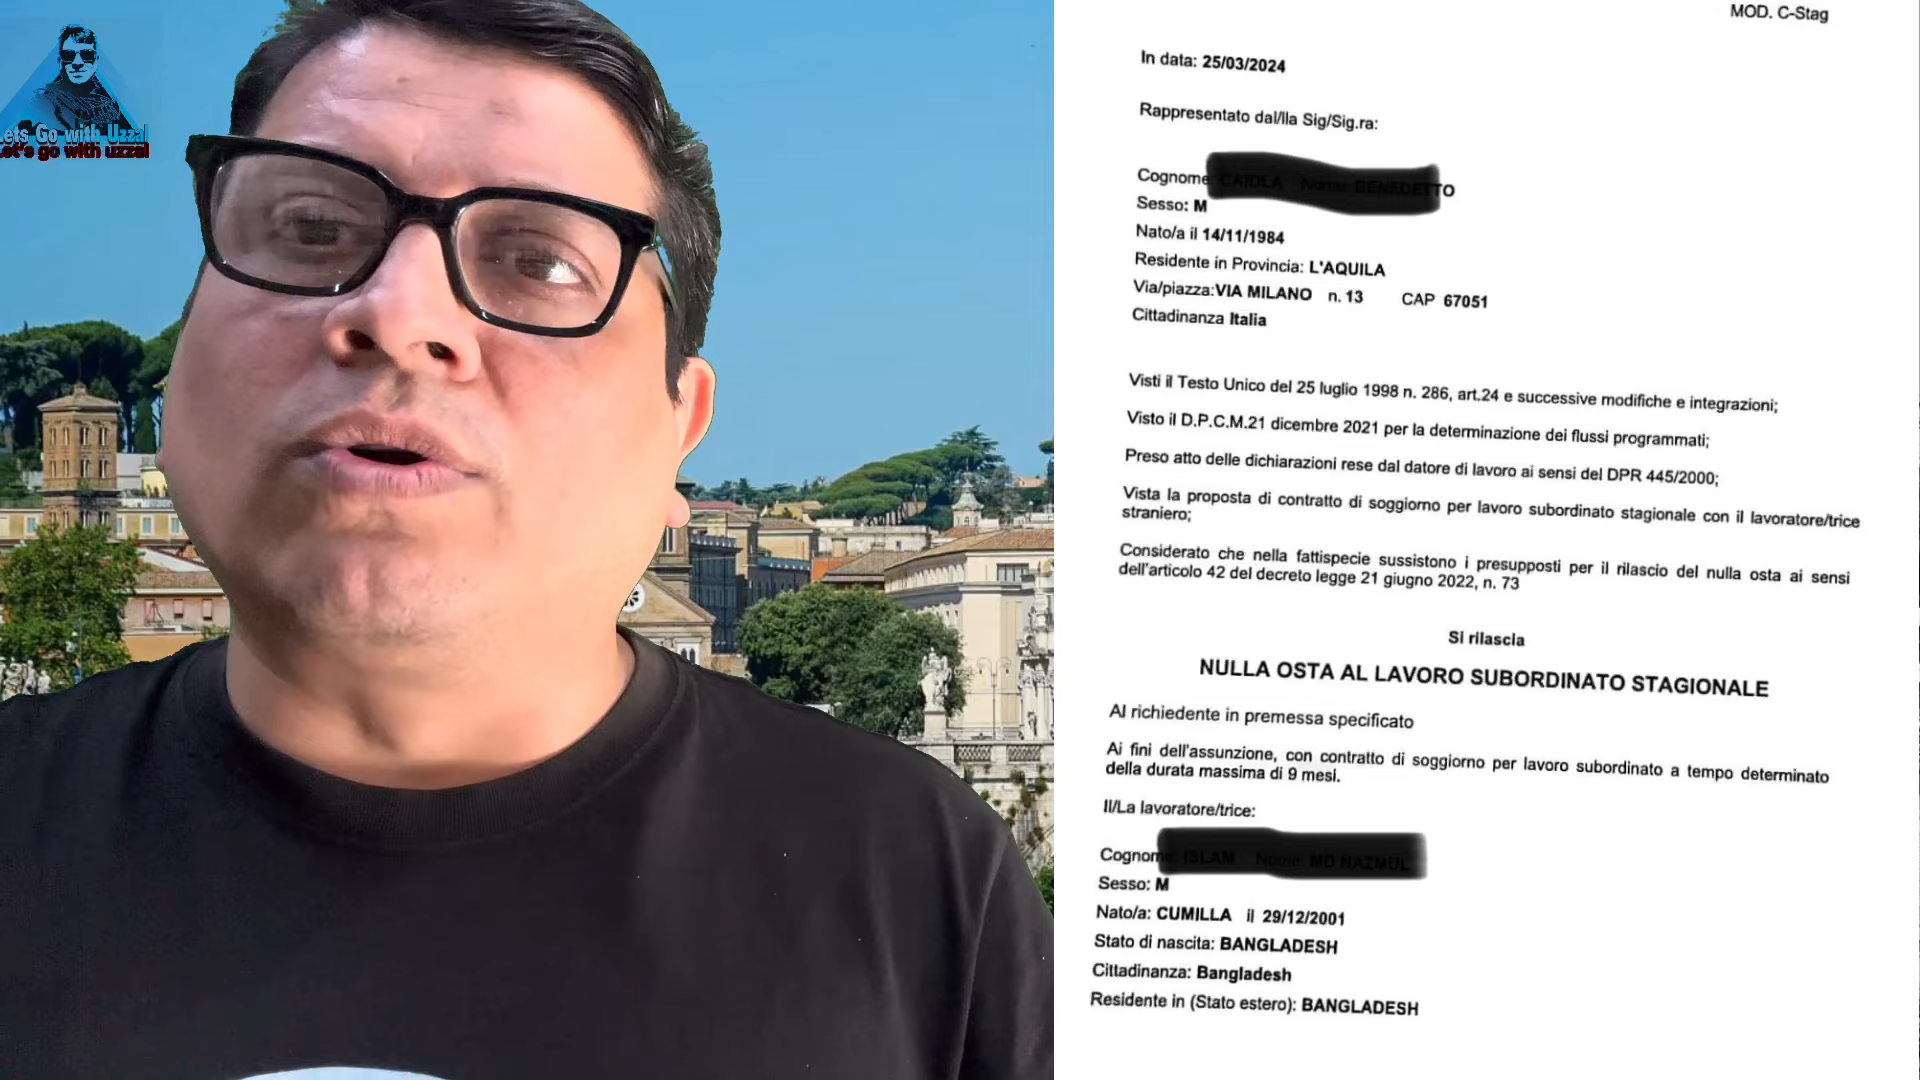 Lets Go with Uzzal
Let's go with uzzal
MOD. C-Stag
In data: 25/03/2024
Rappresentato dal/lla Sig/Sig.ra:
Cognome
Sesso: M
Nato/a il 14/11/1984
Residente in Provincia: L'AQUILA
Via/piazza:VIA MILANO n. 13 CAP 67051
Cittadinanza Italia
Visti il Testo Unico del 25 luglio 1998 n. 286, art.24 e successive modifiche e integrazioni;
Visto il D.P.C.M.21 dicembre 2021 per la determinazione dei flussi programmati;
Preso atto delle dichiarazioni rese dal datore di lavoro ai sensi del DPR 445/2000;
Vista la proposta di contratto di soggiorno per lavoro subordinato stagionale con il lavoratore/trice
straniero;
Considerato che nella fattispecie sussistono i presupposti per il rilascio del nulla osta ai sensi
dell'articolo 42 del decreto legge 21 giugno 2022, n. 73
Si rilascia
NULLA OSTA AL LAVORO SUBORDINATO STAGIONALE
Al richiedente in premessa specificato
Ai fini dell'assunzione, con contratto di soggiorno per lavoro subordinato a tempo determinato
della durata massima di 9 mesi.
Il/La lavoratore/trice:
Cognome
Sesso: M
Nato/a: CUMILLA il 29/12/2001
Stato di nascita: BANGLADESH
Cittadinanza: Bangladesh
Residente in (Stato estero): BANGLADESH